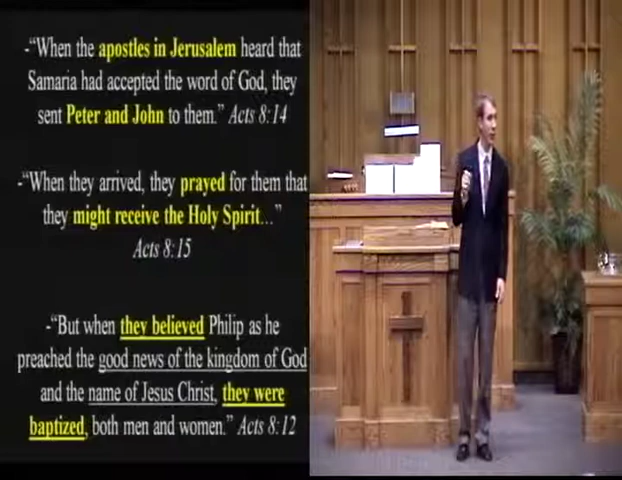 -“When the apostles in Jerusalem heard that
Samaria had accepted the word of God, they
sent Peter and John to them.” Acts 8:14
-“When they arrived, they prayed for them that
they might receive the Holy Spirit…”
Acts 8:15
-“But when they believed Philip as he
preached the good news of the kingdom of God
and the name of Jesus Christ, they were
baptized, both men and women.” Acts 8:12